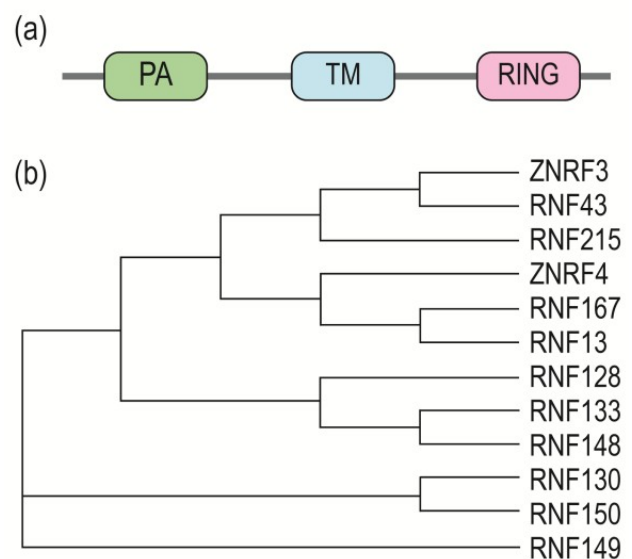 (a)
PA TM RING
(b)
ZNRF3
RNF43
RNF215
ZNRF4
RNF167
RNF13
RNF128
RNF133
RNF148
RNF130
RNF150
RNF149